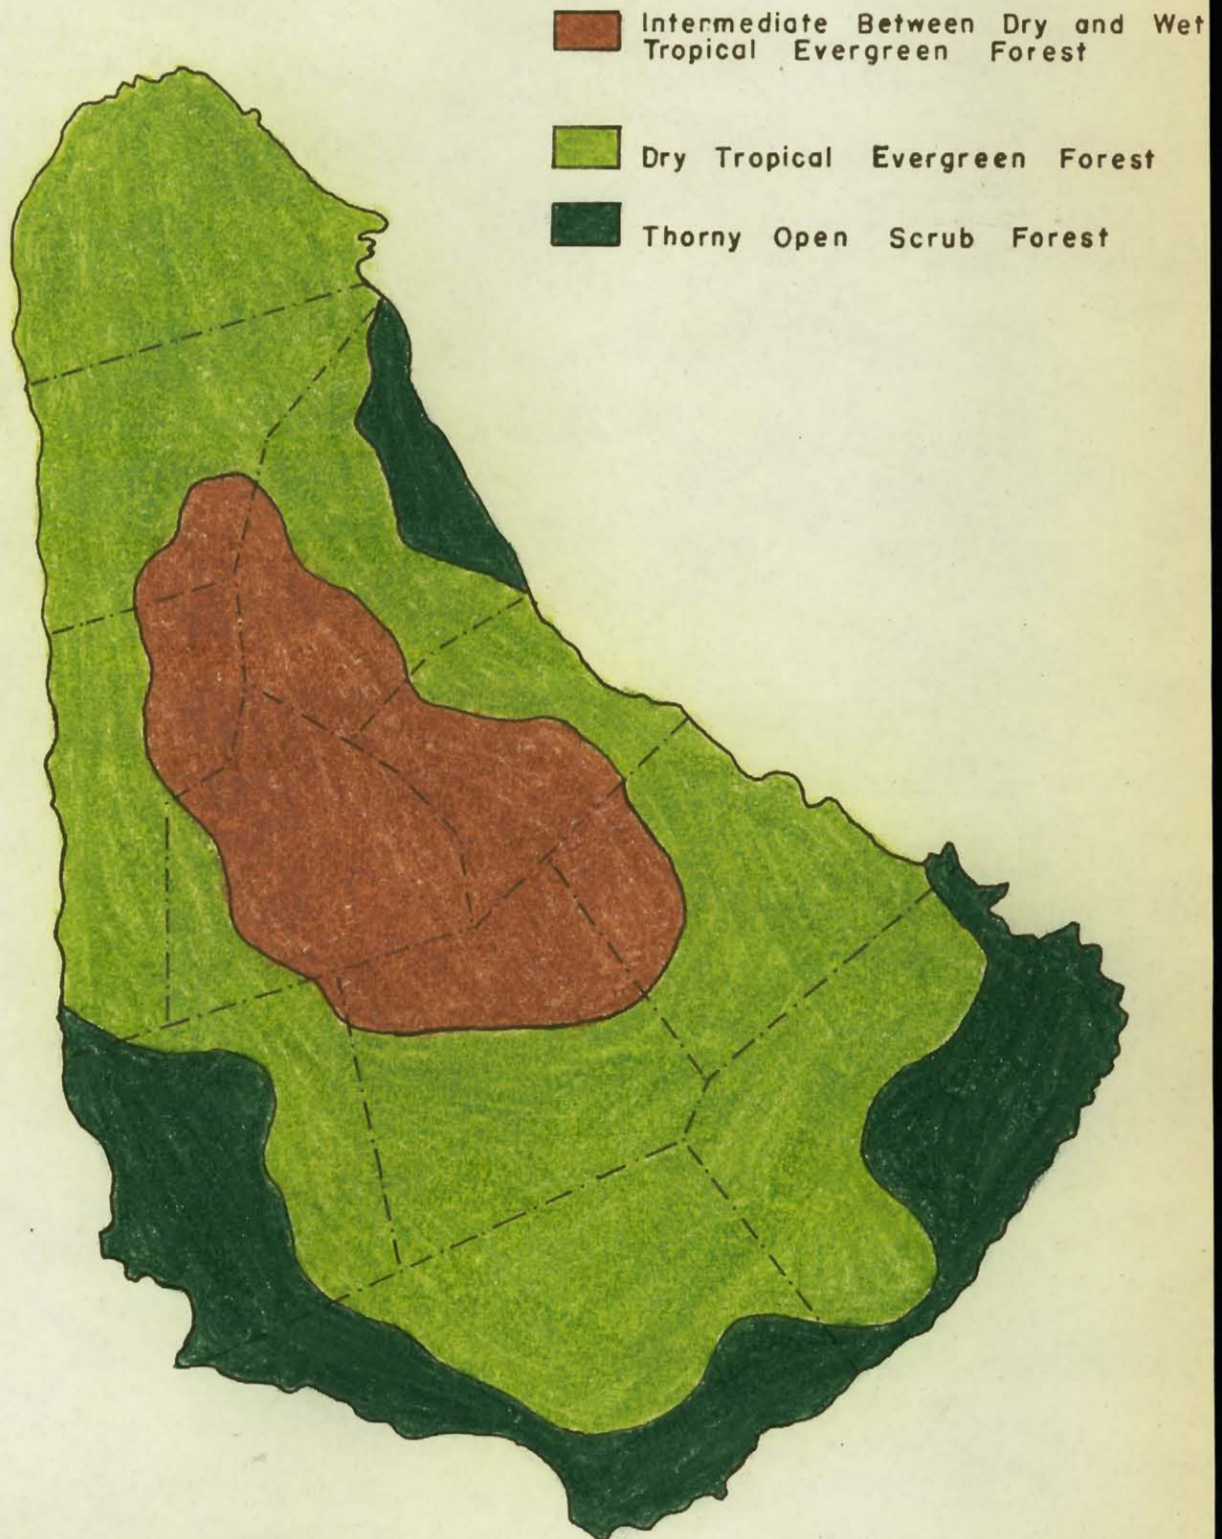 Intermediate Between Dry and Wet
Tropical Evergreen Forest
Dry Tropical Evergreen Forest
Thorny Open Scrub Forest